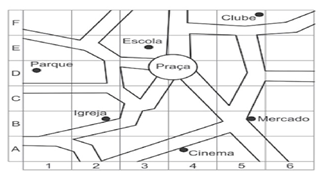 F
Clube
E
Escola
Parque
D
Praça
C
B
Igreja
Mercado
A
Cinema
1 2 3 4 5 6